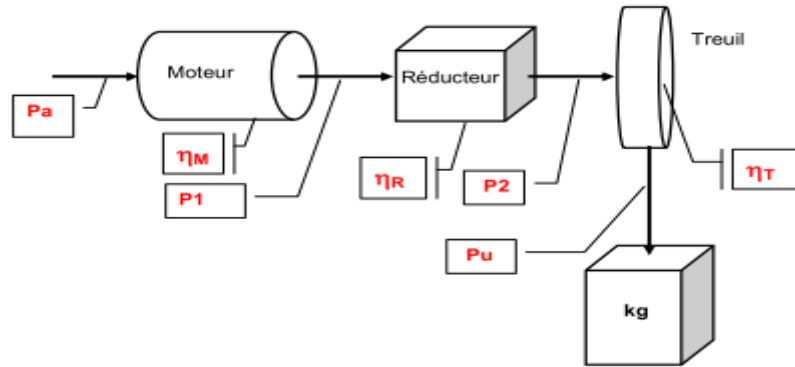 Treuil
Moteur
Réducteur
Pa
ηM
P1
ηR
P2
ηT
Pu
kg